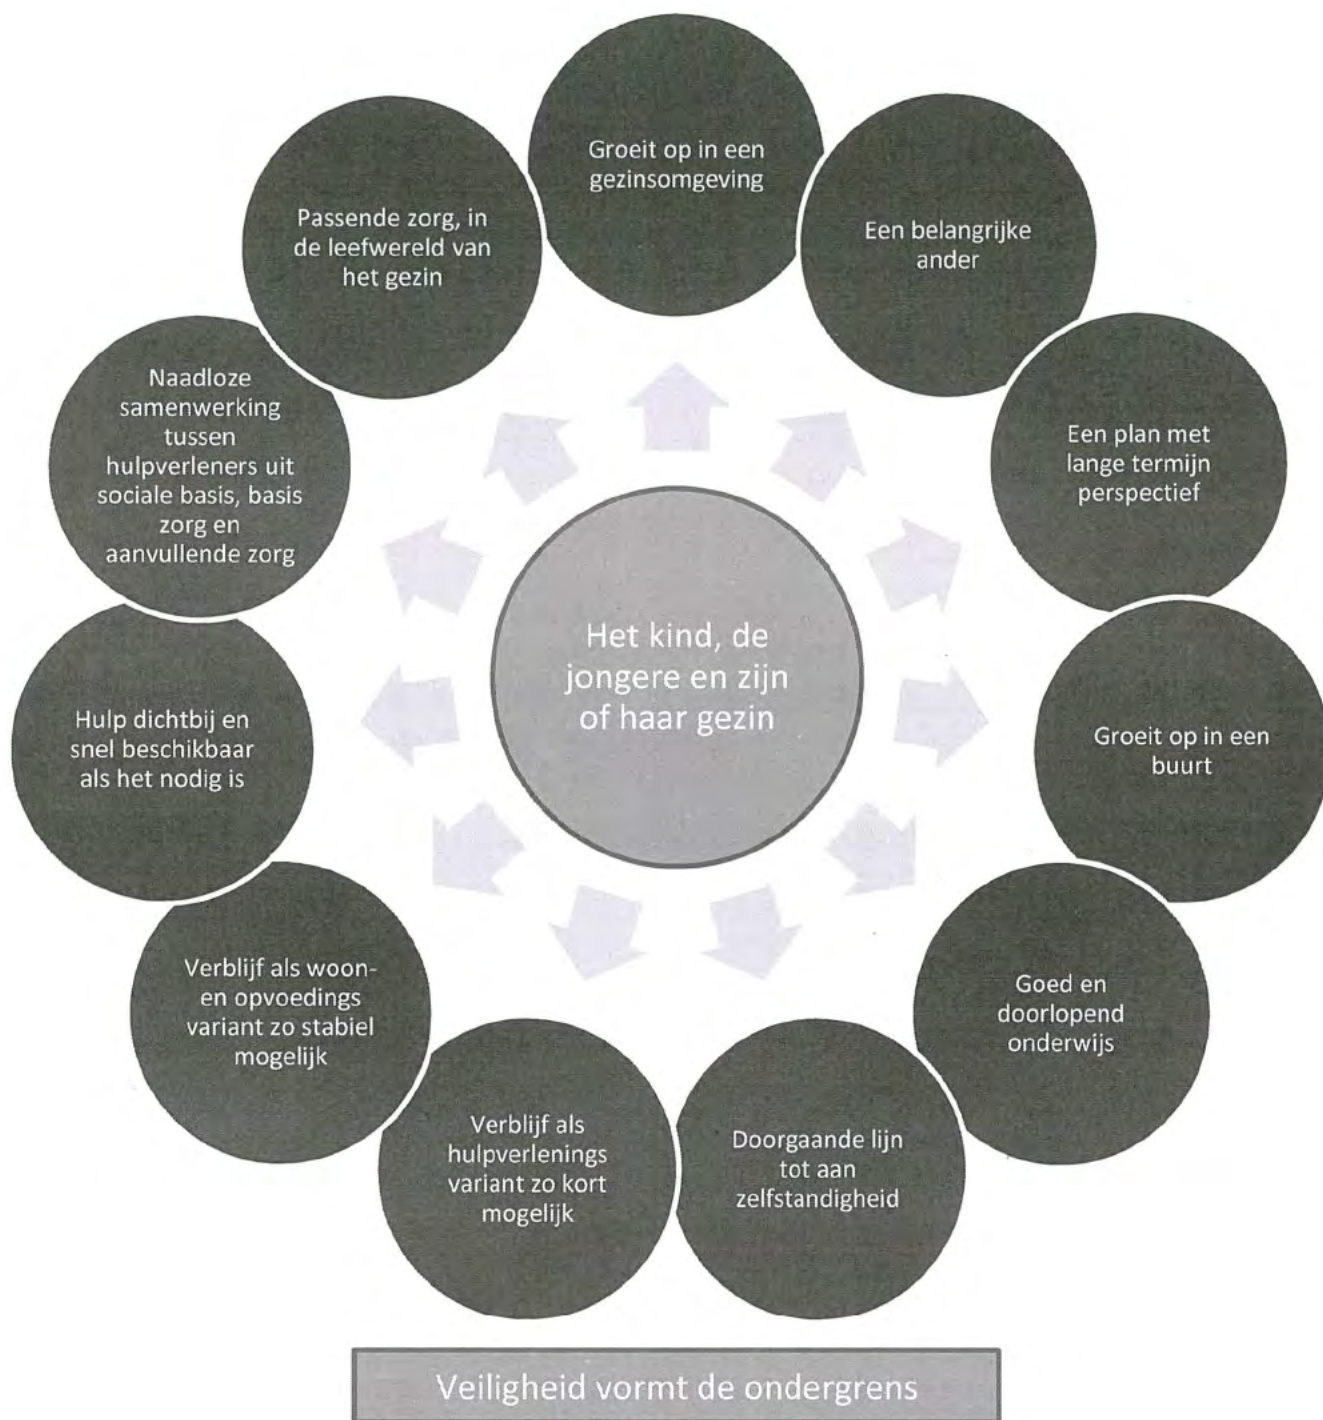 Groeit op in een
gezinsomgeving
Een belangrijke
ander
Een plan met
lange termijn
perspectief
Groeit op in een
buurt
Goed en
doorlopend
onderwijs
Doorgaande lijn
tot aan
zelfstandigheid
Verblijf als
hulpverlenings
variant zo kort
mogelijk
Verblijf als woon-
en opvoedings
variant zo stabiel
mogelijk
Hulp dichtbij en
snel beschikbaar
als het nodig is
Naadloze
samenwerking
tussen
hulpverleners uit
sociale basis, basis
zorg en
aanvullende zorg
Passende zorg, in
de leefwereld van
het gezin
Het kind, de
jongere en zijn
of haar gezin
Veiligheid vormt de ondergrens